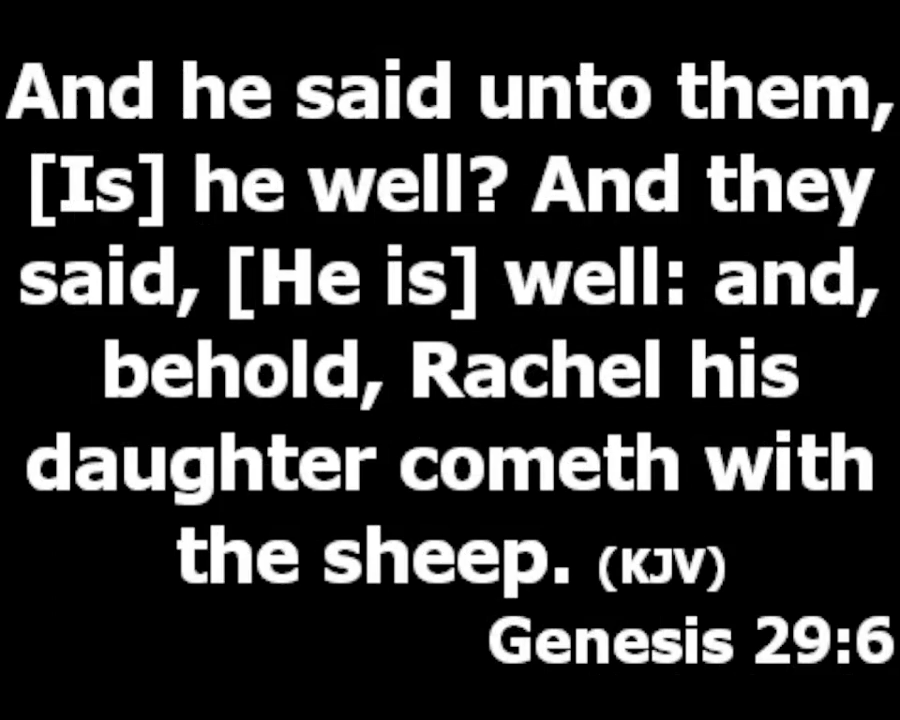 And he said unto them,
[Is] he well? And they
said, [He is] well: and,
behold, Rachel his
daughter cometh with
the sheep. (KJV)
Genesis 29:6